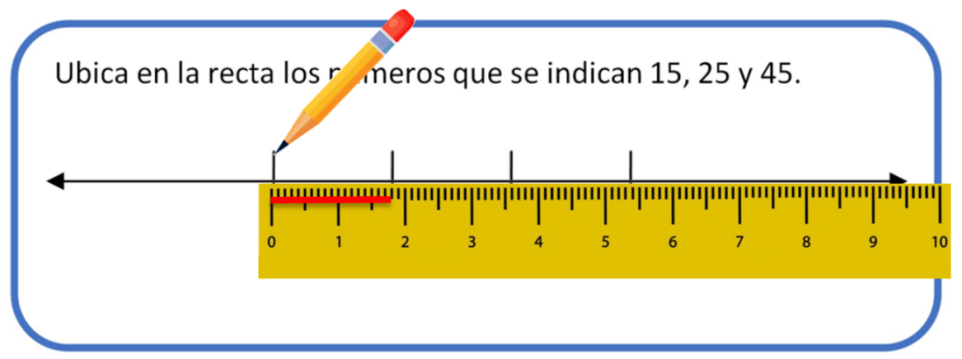 Ubica en la recta los números que se indican 15, 25 y 45.
0 1 2 3 4 5 6 7 8 9 10